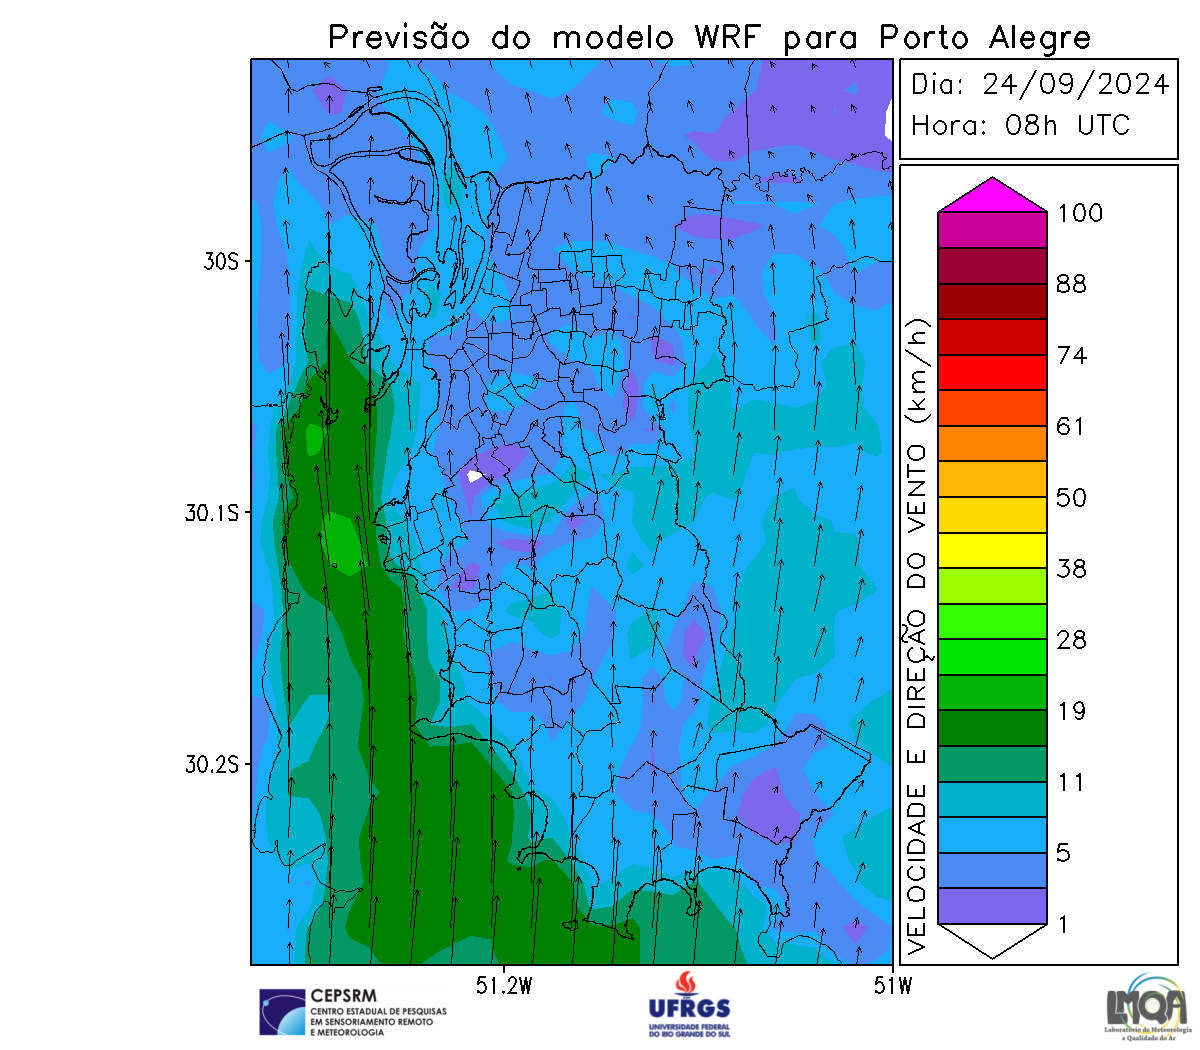 Previsão do modelo WRF para Porto Alegre
Dia: 24/09/2024
Hora: 08h UTC
30S
30.1S
30.2S
51.2W
51W
VELOCIDADE E DIREÇÃO DO VENTO (km/h)
100
88
74
61
50
38
28
19
11
5
1
CEPSRM
CENTRO ESTADUAL DE PESQUISAS
EM SENSORIAMENTO REMOTO
E METEOROLOGIA
UFRGS
UNIVERSIDADE FEDERAL
DO RIO GRANDE DO SUL
LMQA
Laboratório de Meteorologia
e Qualidade do Ar